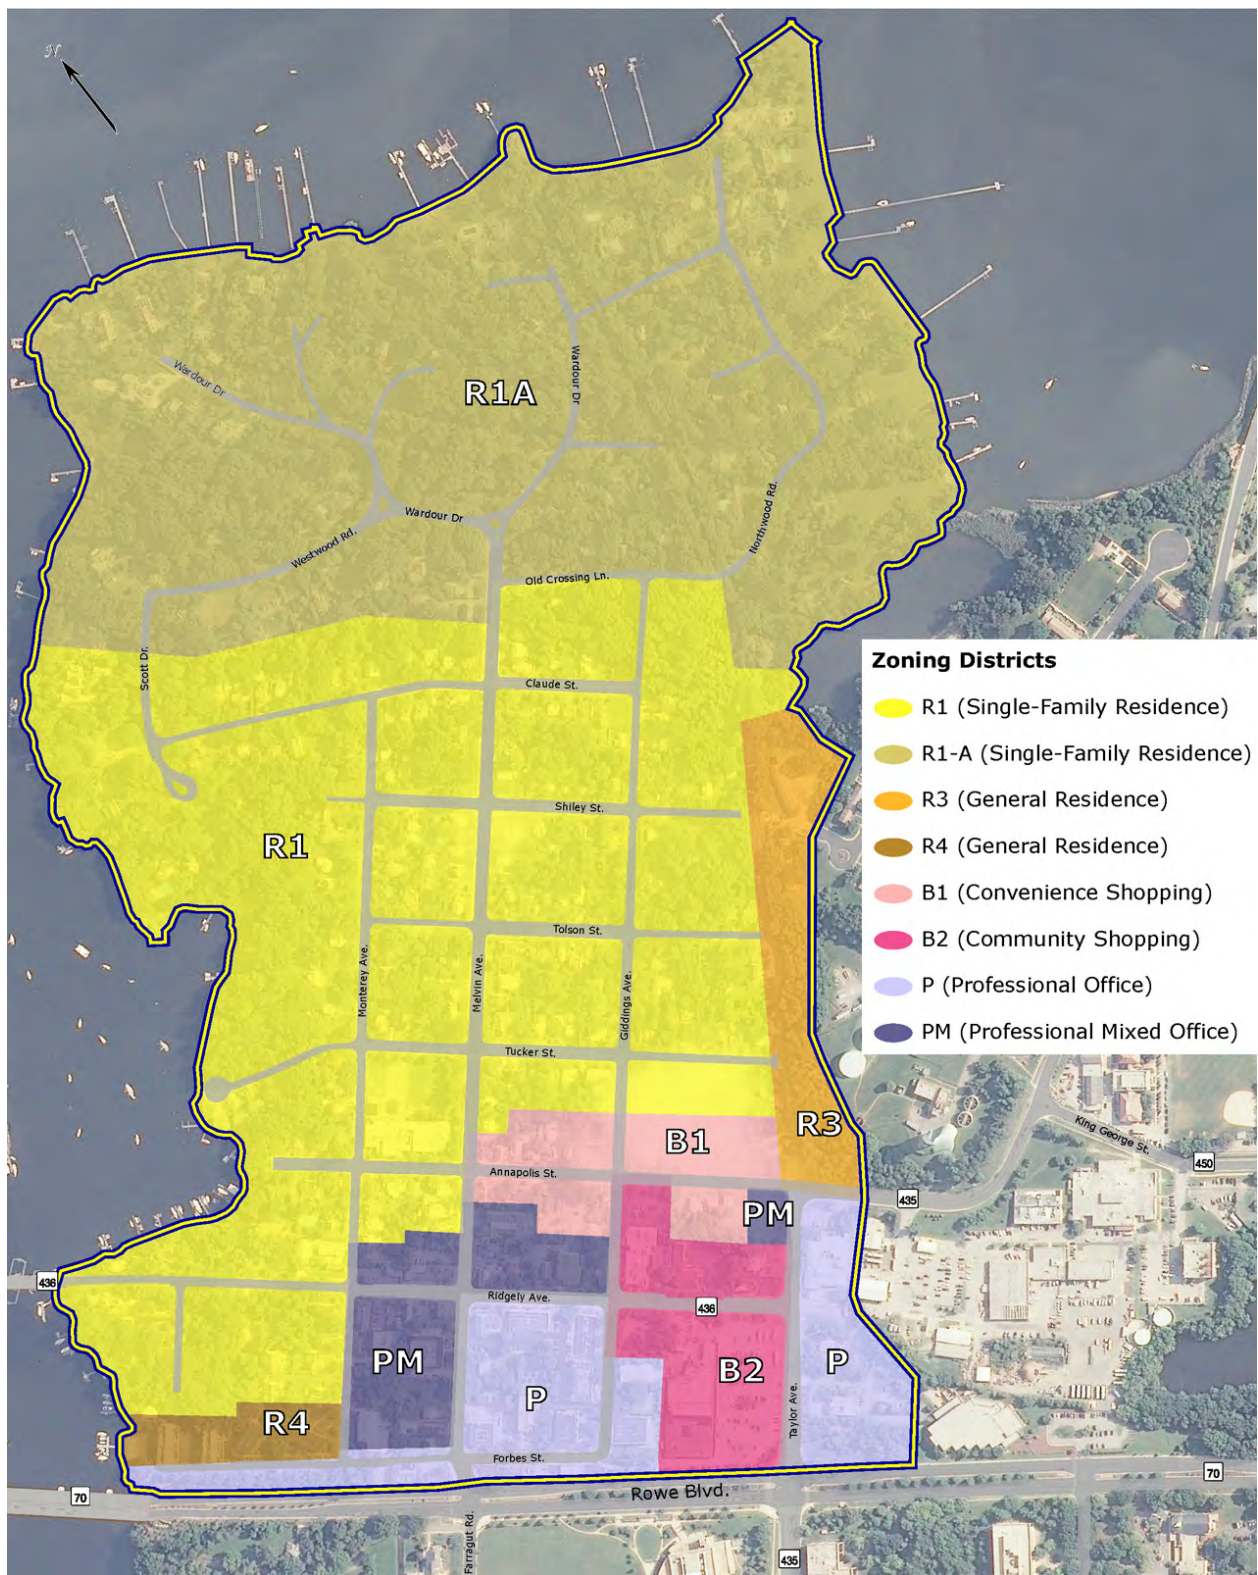 N
Wardour Dr
R1A
Wardour Dr
Wardour Dr
Northwood Rd.
Westwood Rd.
Old Crossing Ln.
Scott Dr.
Claude St.
Zoning Districts
R1 (Single-Family Residence)
R1-A (Single-Family Residence)
R3 (General Residence)
R4 (General Residence)
B1 (Convenience Shopping)
B2 (Community Shopping)
P (Professional Office)
PM (Professional Mixed Office)
Shiley St.
R1
Tolson St.
Monterey Ave.
Melvin Ave.
Giddings Ave.
Tucker St.
R3
B1
King George St.
450
Annapolis St.
435
PM
436
Ridgely Ave.
436
PM
P
B2
P
R4
Taylor Ave.
Forbes St.
70
Rowe Blvd.
70
Farragut Rd.
435